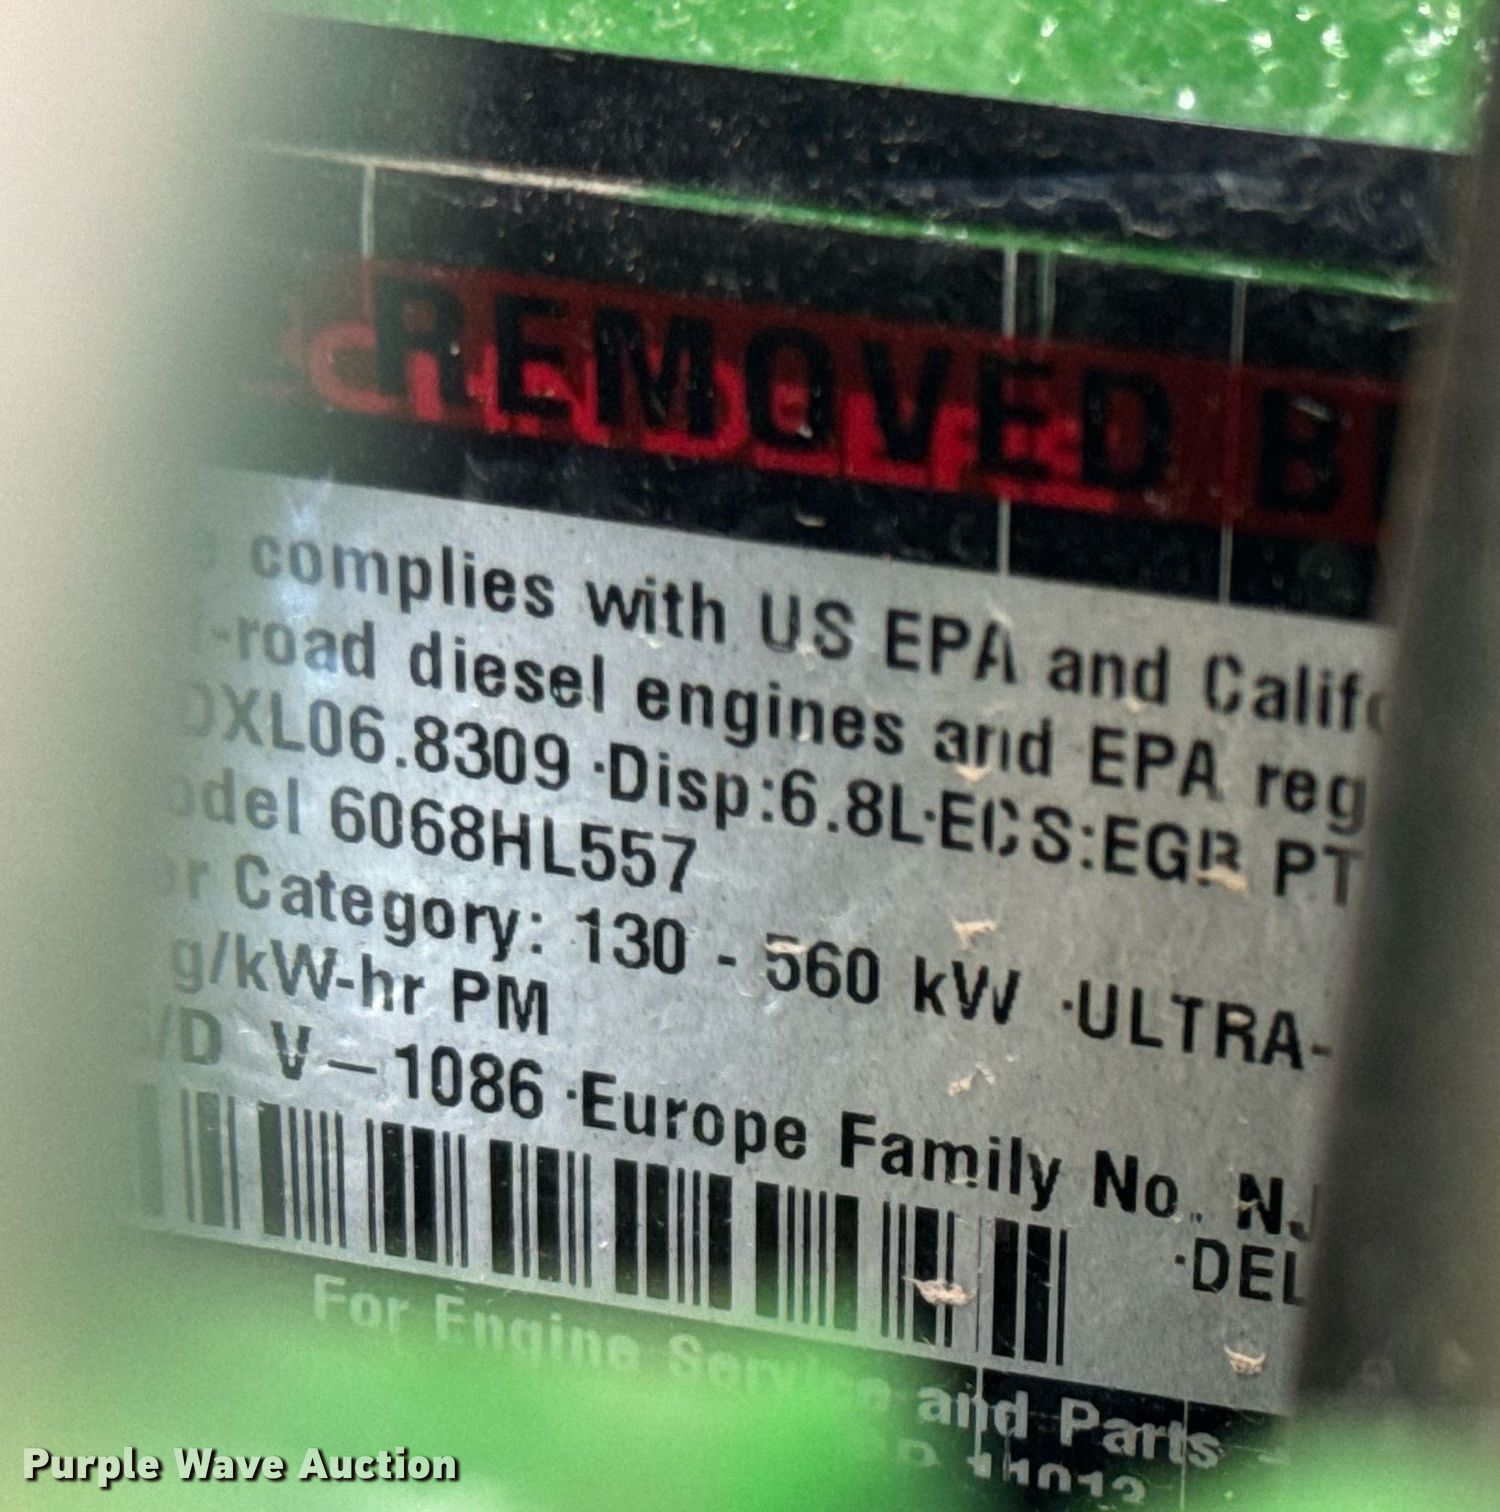 REMOVED B
complies with US EPA and Calif
-road diesel engines and EPA reg
DXL06.8309 ·Disp:6.8L·ECS:EGR PT
odel 6068HL557
r Category: 130 - 560 kW ·ULTRA-
g/kW-hr PM
/D V–1086 ·Europe Family No. NJ
·DEL
For Engine Service and Parts -
Purple Wave Auction